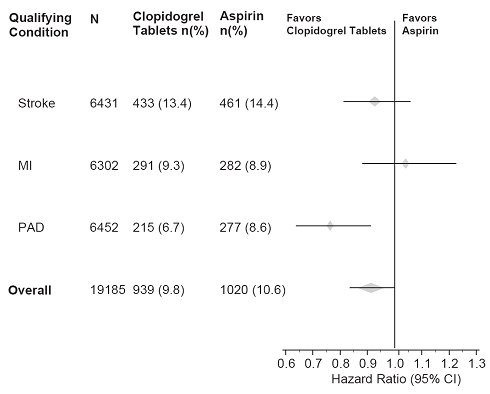 Qualifying Condition N Clopidogrel Tablets n(%) Aspirin n(%) Favors Clopidogrel Tablets Favors Aspirin
Stroke 6431 433 (13.4) 461 (14.4)
MI 6302 291 (9.3) 282 (8.9)
PAD 6452 215 (6.7) 277 (8.6)
Overall 19185 939 (9.8) 1020 (10.6)
0.6 0.7 0.8 0.9 1.0 1.1 1.2 1.3
Hazard Ratio (95% CI)